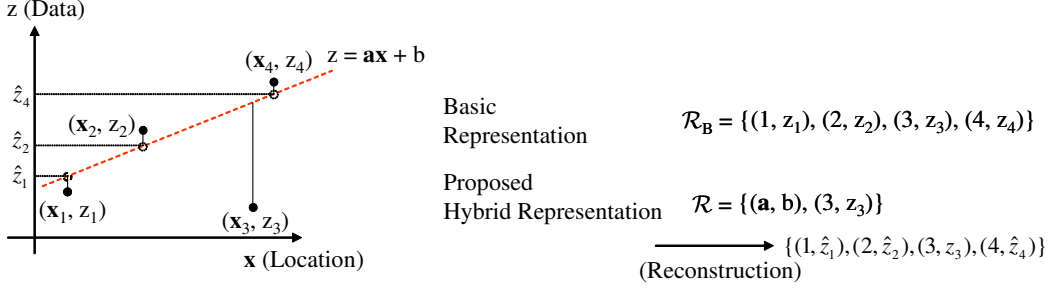 z (Data)
z = ax + b
(x₄, z₄)
ẑ₄
(x₂, z₂)
ẑ₂
ẑ₁
(x₁, z₁)
(x₃, z₃)
x (Location)
Basic
Representation
R_B = {(1, z₁), (2, z₂), (3, z₃), (4, z₄)}
Proposed
Hybrid Representation
R = {(a, b), (3, z₃)}
{(1, ẑ₁), (2, ẑ₂), (3, z₃), (4, ẑ₄)}
(Reconstruction)